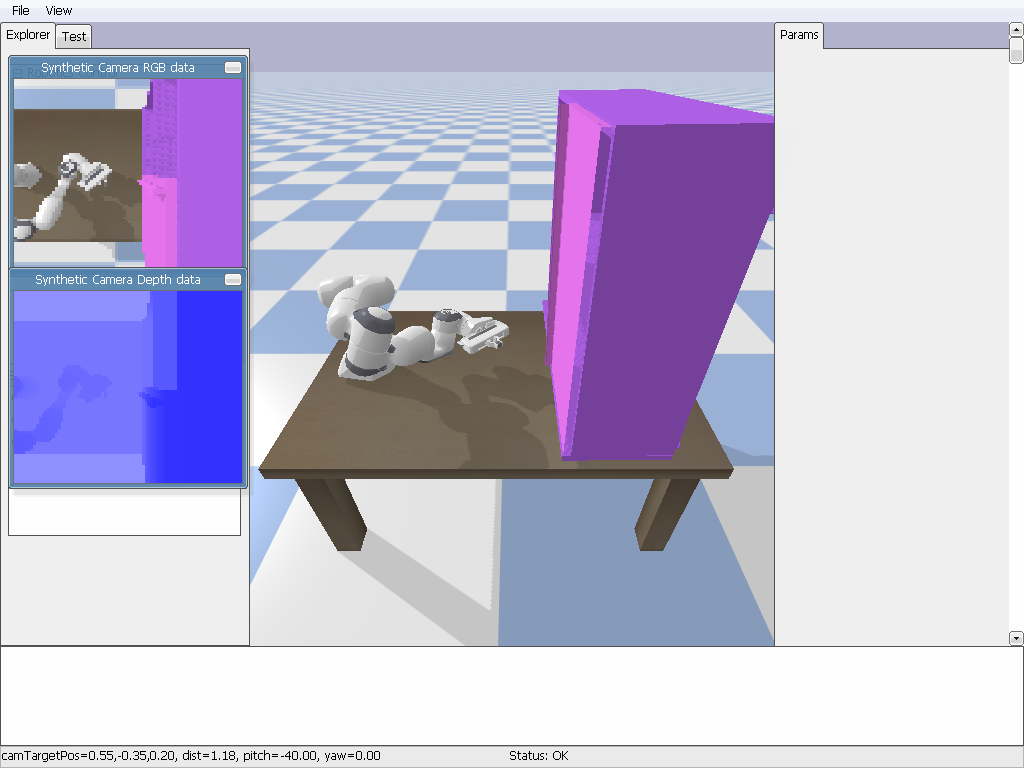 File View
Explorer Test
Params
Synthetic Camera RGB data
Synthetic Camera Depth data
camTargetPos=0.55,-0.35,0.20, dist=1.18, pitch=-40.00, yaw=0.00
Status: OK